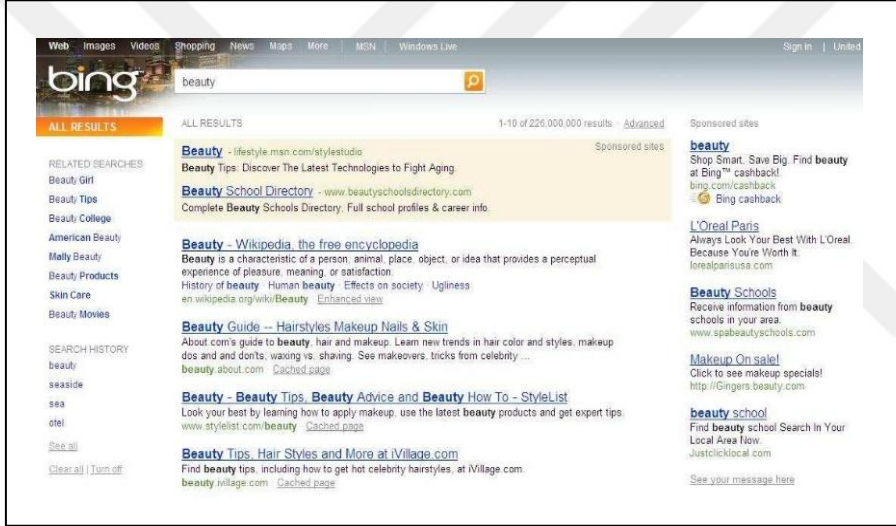 Web Images Videos Shopping News Maps More | MSN | Windows Live
Sign in | United
bing
beauty
ALL RESULTS
RELATED SEARCHES
Beauty Girl
Beauty Tips
Beauty College
American Beauty
Mally Beauty
Beauty Products
Skin Care
Beauty Movies
SEARCH HISTORY
beauty
seaside
sea
otel
See all
Clear all | Turn off
ALL RESULTS
1-10 of 226,000,000 results · Advanced
Beauty - lifestyle.msn.com/stylestudio
Sponsored sites
Beauty Tips: Discover The Latest Technologies to Fight Aging.
Beauty School Directory - www.beautyschoolsdirectory.com
Complete Beauty Schools Directory. Full school profiles & career info.
Beauty - Wikipedia, the free encyclopedia
Beauty is a characteristic of a person, animal, place, object, or idea that provides a perceptual
experience of pleasure, meaning, or satisfaction.
History of beauty · Human beauty · Effects on society · Ugliness
en.wikipedia.org/wiki/Beauty · Enhanced view
Beauty Guide -- Hairstyles Makeup Nails & Skin
About.com's guide to beauty, hair and makeup. Learn new trends in hair color and styles, makeup
dos and and don'ts, waxing vs. shaving. See makeovers, tricks from celebrity ...
beauty.about.com · Cached page
Beauty - Beauty Tips, Beauty Advice and Beauty How To - StyleList
Look your best by learning how to apply makeup, use the latest beauty products and get expert tips.
www.stylelist.com/beauty · Cached page
Beauty Tips, Hair Styles and More at iVillage.com
Find beauty tips, including how to get hot celebrity hairstyles, at iVillage.com.
beauty.ivillage.com · Cached page
Sponsored sites
beauty
Shop Smart. Save Big. Find beauty
at Bing™ cashback!
bing.com/cashback
Bing cashback
L'Oreal Paris
Always Look Your Best With L'Oreal.
Because You're Worth It.
lorealparisusa.com
Beauty Schools
Receive information from beauty
schools in your area.
www.spabeautyschools.com
Makeup On sale!
Click to see makeup specials!
http://Gingers.beauty.com
beauty school
Find beauty school Search In Your
Local Area Now.
Justclicklocal.com
See your message here